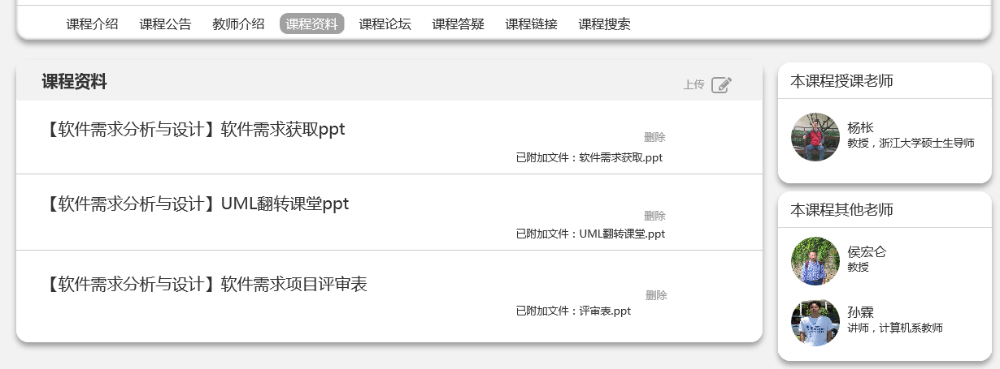 课程介绍 课程公告 教师介绍 课程资料 课程论坛 课程答疑 课程链接 课程搜索
课程资料 上传
【软件需求分析与设计】软件需求获取ppt
删除
已附加文件：软件需求获取.ppt
【软件需求分析与设计】UML翻转课堂ppt
删除
已附加文件：UML翻转课堂.ppt
【软件需求分析与设计】软件需求项目评审表
删除
已附加文件：评审表.ppt
本课程授课老师
杨枨
教授，浙江大学硕士生导师
本课程其他老师
侯宏仑
教授
孙霖
讲师，计算机系教师